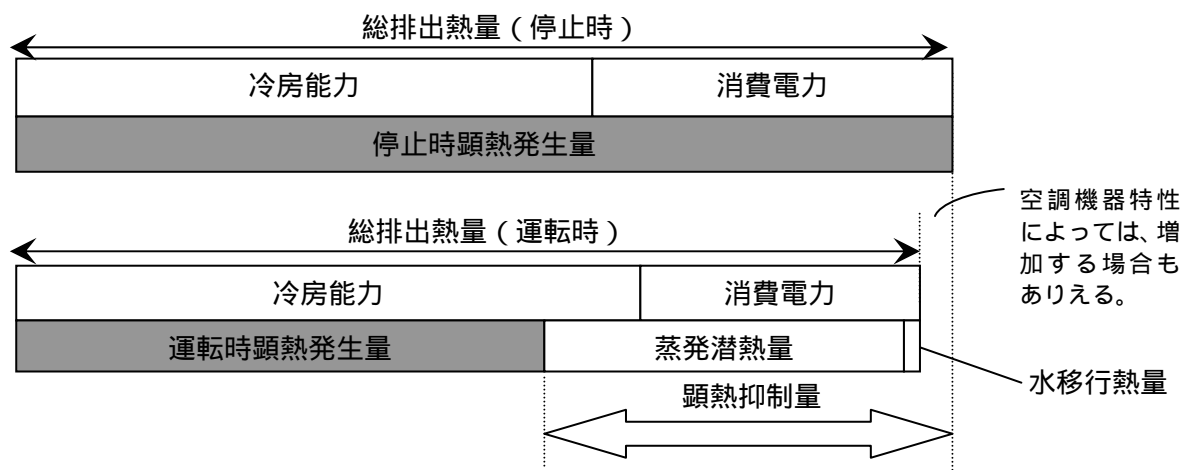 総排出熱量（停止時）
冷房能力
消費電力
停止時顕熱発生量
総排出熱量（運転時）
冷房能力
消費電力
運転時顕熱発生量
蒸発潜熱量
顕熱抑制量
空調機器特性
によっては、増
加する場合も
ありえる。
水移行熱量